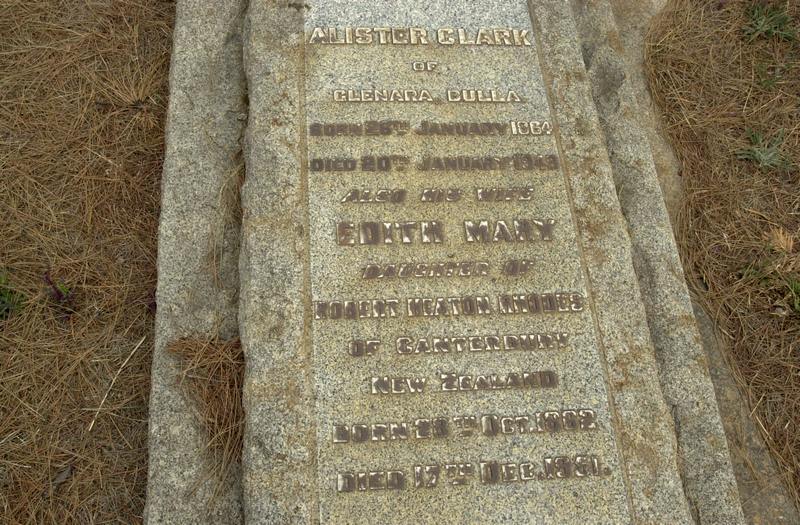 ALISTER CLARK
OF
GLENARA, BULLA
BORN 26TH JANUARY 1864
DIED 20TH JANUARY 1949
ALSO HIS WIFE
EDITH MARY
DAUGHTER OF
ROBERT HEATON RHODES
OF CANTERBURY
NEW ZEALAND
BORN 28TH OCT. 1862
DIED 17TH DEC. 1951.